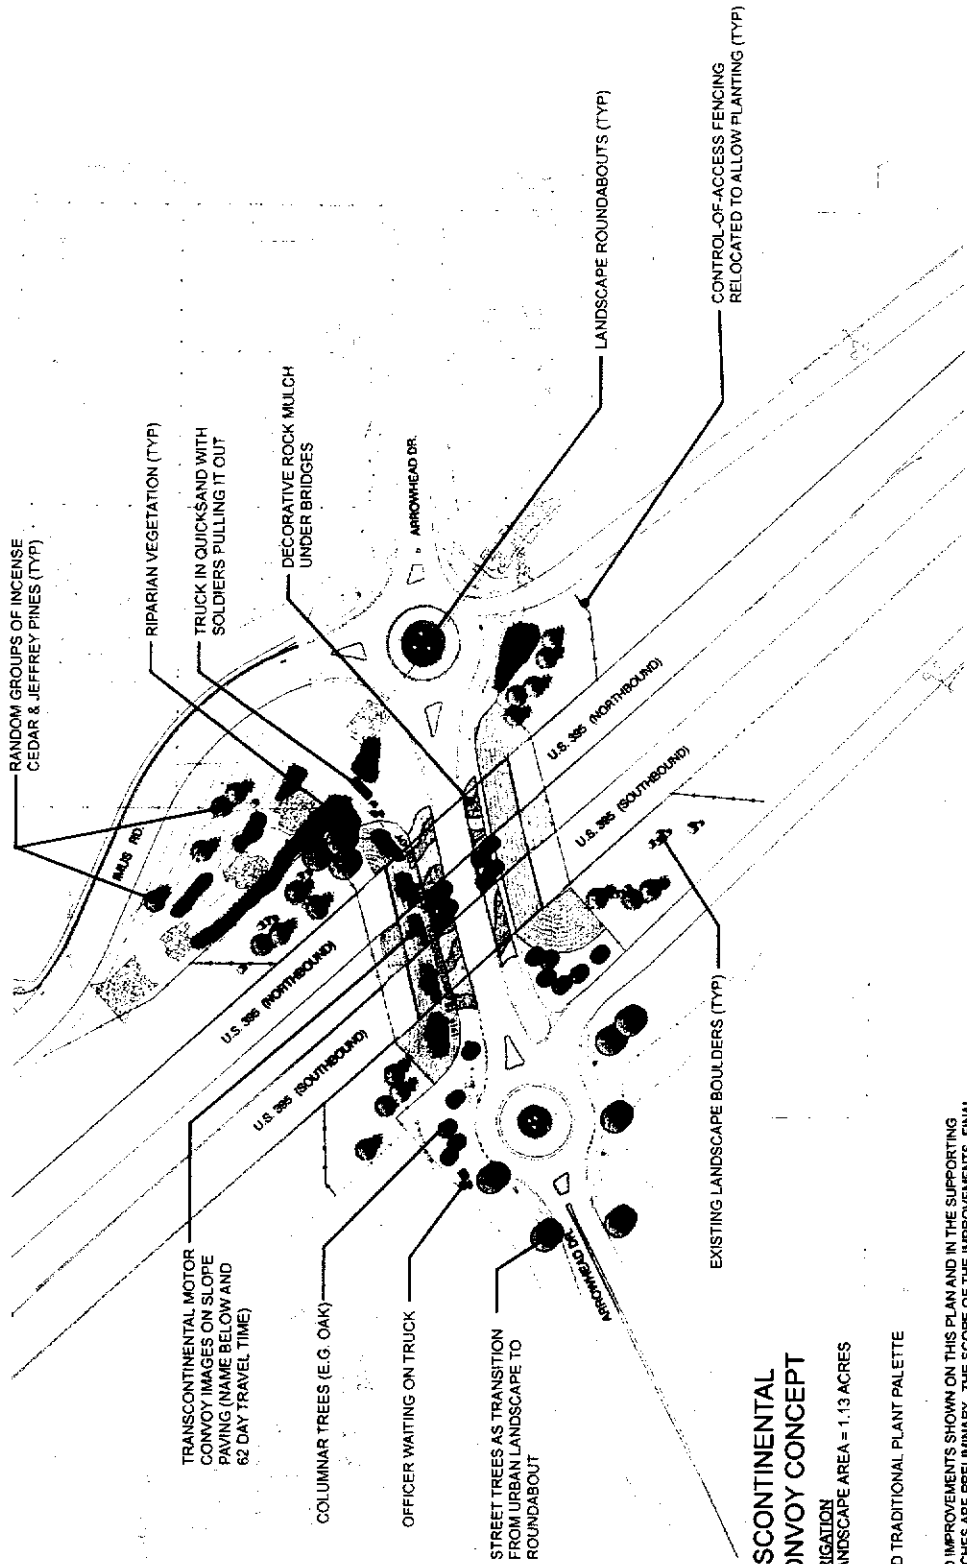 RANDOM GROUPS OF INCENSE
CEDAR & JEFFREY PINES (TYP)
RIPARIAN VEGETATION (TYP)
TRUCK IN QUICKSAND WITH
SOLDIERS PULLING IT OUT
DECORATIVE ROCK MULCH
UNDER BRIDGES
ARROWHEAD DR.
LANDSCAPE ROUNDABOUTS (TYP)
CONTROL-OF-ACCESS FENCING
RELOCATED TO ALLOW PLANTING (TYP)
IMUS RD.
U.S. 395 (NORTHBOUND)
U.S. 395 (SOUTHBOUND)
U.S. 395 (NORTHBOUND)
U.S. 395 (SOUTHBOUND)
TRANSCONTINENTAL MOTOR
CONVOY IMAGES ON SLOPE
PAVING (NAME BELOW AND
62 DAY TRAVEL TIME)
COLUMNAR TREES (E.G. OAK)
OFFICER WAITING ON TRUCK
STREET TREES AS TRANSITION
FROM URBAN LANDSCAPE TO
ROUNDABOUT
ARROWHEAD DR.
EXISTING LANDSCAPE BOULDERS (TYP)
SCONTINENTAL
ONVOY CONCEPT
IGATION
ANDSCAPE AREA = 1.13 ACRES
D TRADITIONAL PLANT PALETTE
IMPROVEMENTS SHOWN ON THIS PLAN AND IN THE SUPPORTING
CHES ARE PRELIMINARY. THE SCOPE OF THE IMPROVEMENTS, FINAL